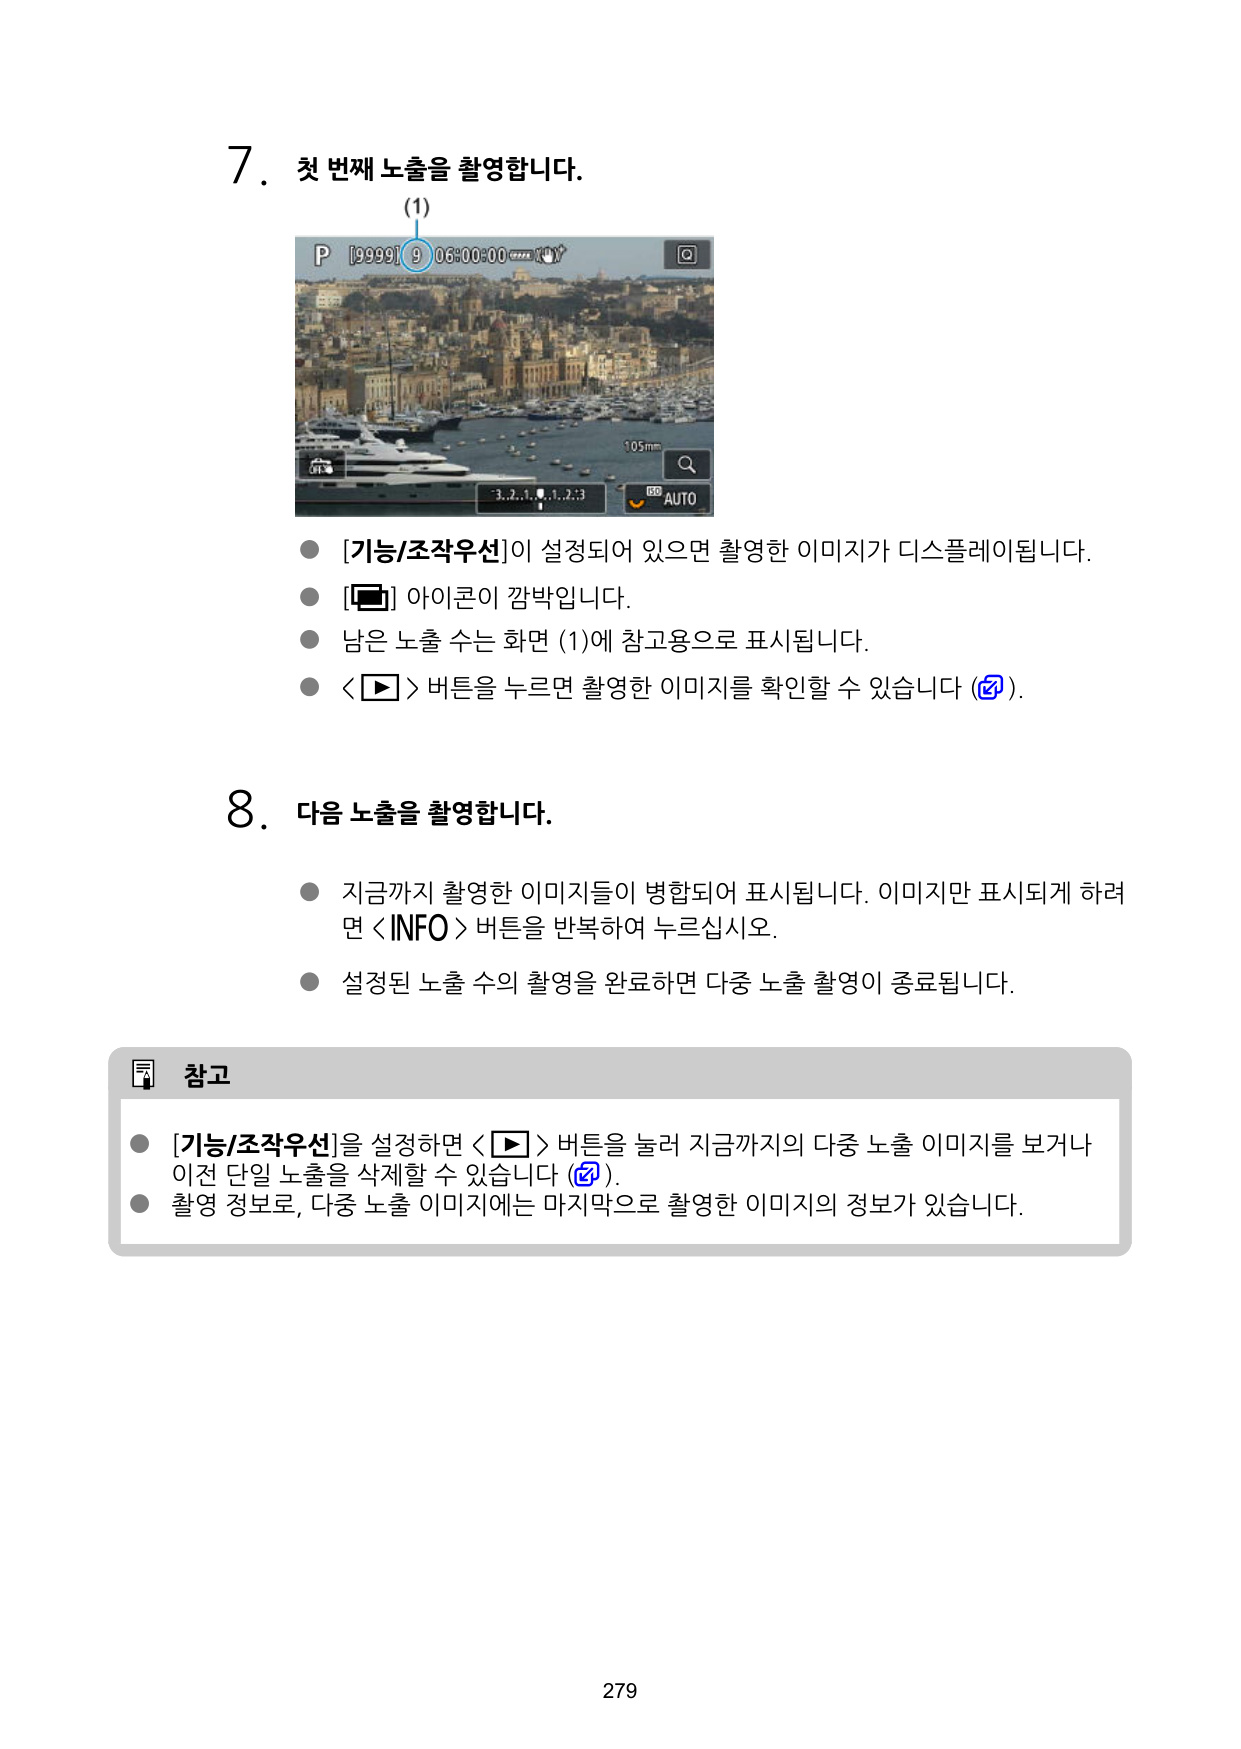 7. 첫 번째 노출을 촬영합니다.
(1)
P [9999] 9 06:00:00
105mm
-3..2..1..0..1..2..+3
ISO AUTO
● [기능/조작우선]이 설정되어 있으면 촬영한 이미지가 디스플레이됩니다.
● [] 아이콘이 깜박입니다.
● 남은 노출 수는 화면 (1)에 참고용으로 표시됩니다.
● < > 버튼을 누르면 촬영한 이미지를 확인할 수 있습니다 ( ).
8. 다음 노출을 촬영합니다.
● 지금까지 촬영한 이미지들이 병합되어 표시됩니다. 이미지만 표시되게 하려
면 < INFO > 버튼을 반복하여 누르십시오.
● 설정된 노출 수의 촬영을 완료하면 다중 노출 촬영이 종료됩니다.
참고
● [기능/조작우선]을 설정하면 < > 버튼을 눌러 지금까지의 다중 노출 이미지를 보거나
이전 단일 노출을 삭제할 수 있습니다 ( ).
● 촬영 정보로, 다중 노출 이미지에는 마지막으로 촬영한 이미지의 정보가 있습니다.
279